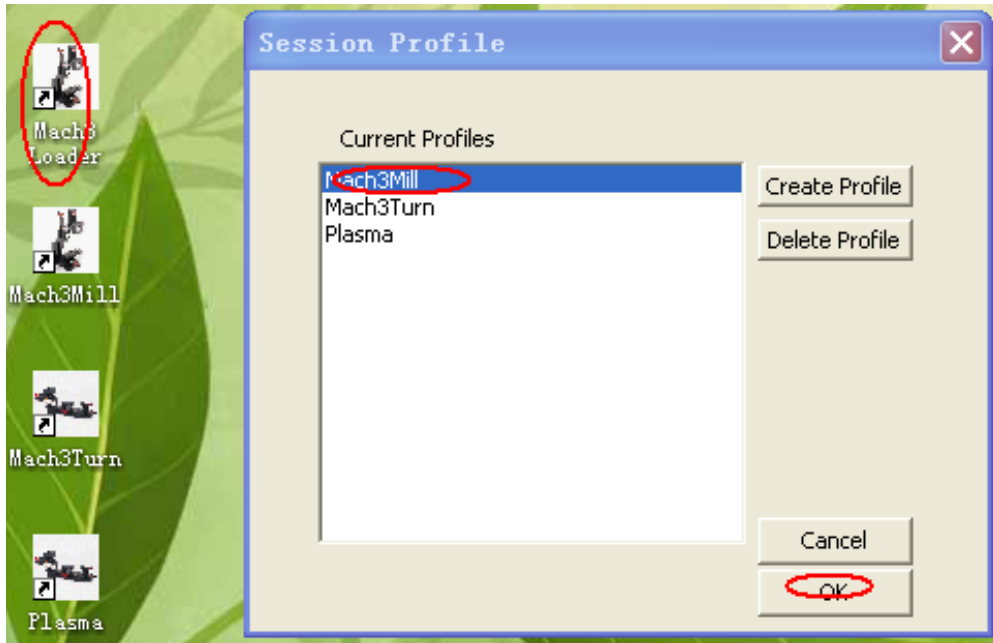 Mach3
Loader
Mach3Mill
Mach3Turn
Plasma
Session Profile
Current Profiles
Mach3Mill
Mach3Turn
Plasma
Create Profile
Delete Profile
Cancel
OK